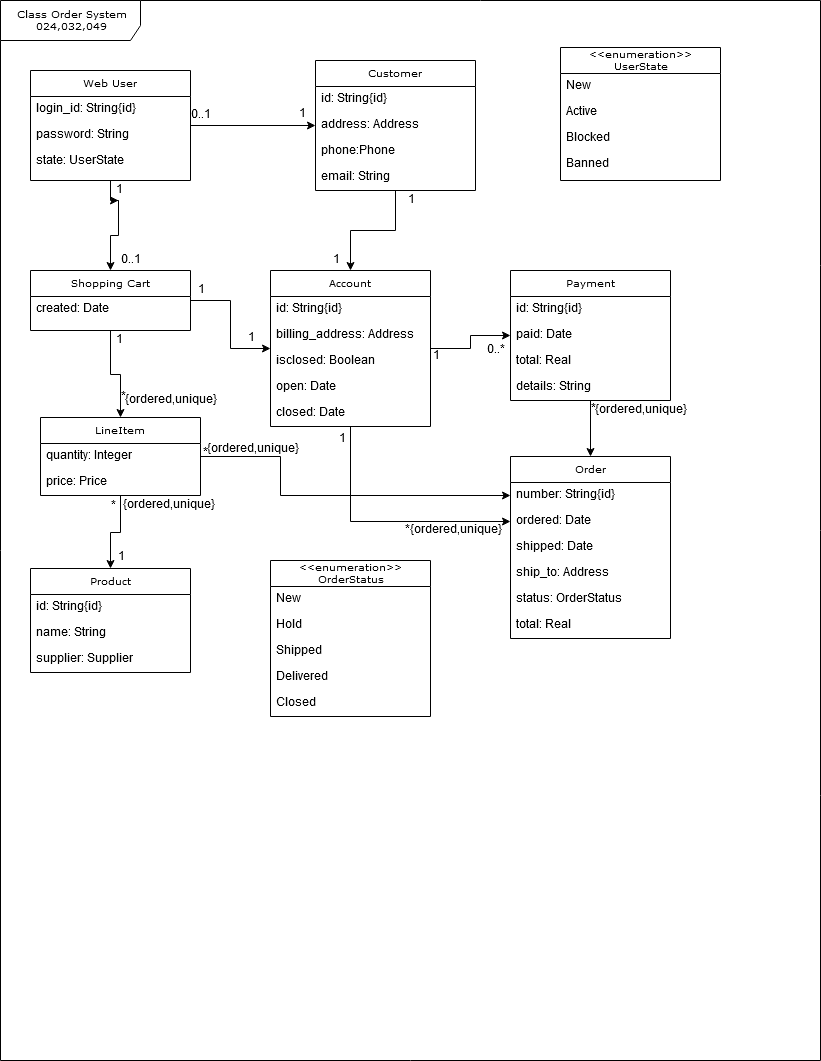 Class Order System
024,032,049
Web User
login_id: String{id}
password: String
state: UserState
0..1
1
Customer
id: String{id}
address: Address
phone:Phone
email: String
<<enumeration>>
UserState
New
Active
Blocked
Banned
1
0..1
1
1
Shopping Cart
created: Date
1
1
1
Account
id: String{id}
billing_address: Address
isclosed: Boolean
open: Date
closed: Date
1
0..*
Payment
id: String{id}
paid: Date
total: Real
details: String
*{ordered,unique}
*{ordered,unique}
LineItem
quantity: Integer
price: Price
*{ordered,unique}
1
*{ordered,unique}
* {ordered,unique}
1
Order
number: String{id}
ordered: Date
shipped: Date
ship_to: Address
status: OrderStatus
total: Real
Product
id: String{id}
name: String
supplier: Supplier
<<enumeration>>
OrderStatus
New
Hold
Shipped
Delivered
Closed